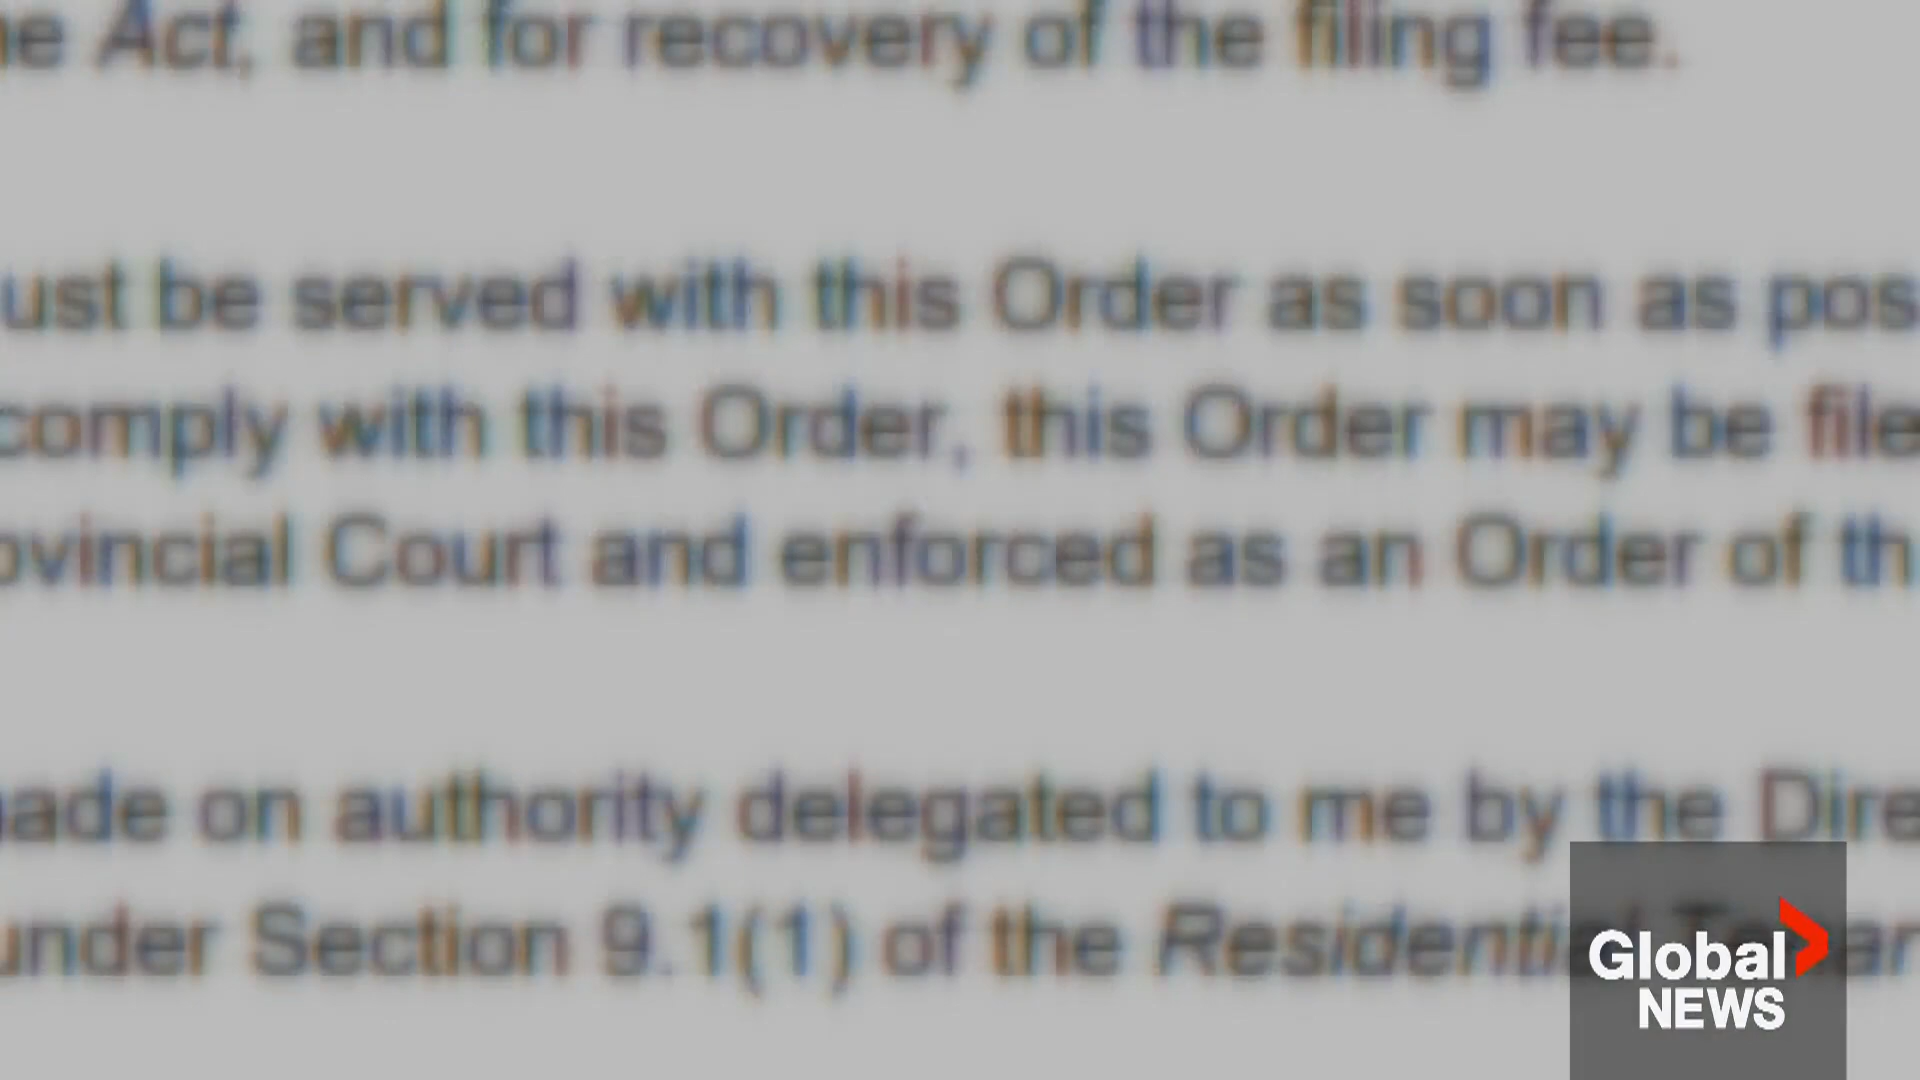 he Act, and for recovery of the filing fee.
ust be served with this Order as soon as pos
comply with this Order, this Order may be file
ovincial Court and enforced as an Order of th
ade on authority delegated to me by the Dire
under Section 9.1(1) of the Residenti
Global
NEWS